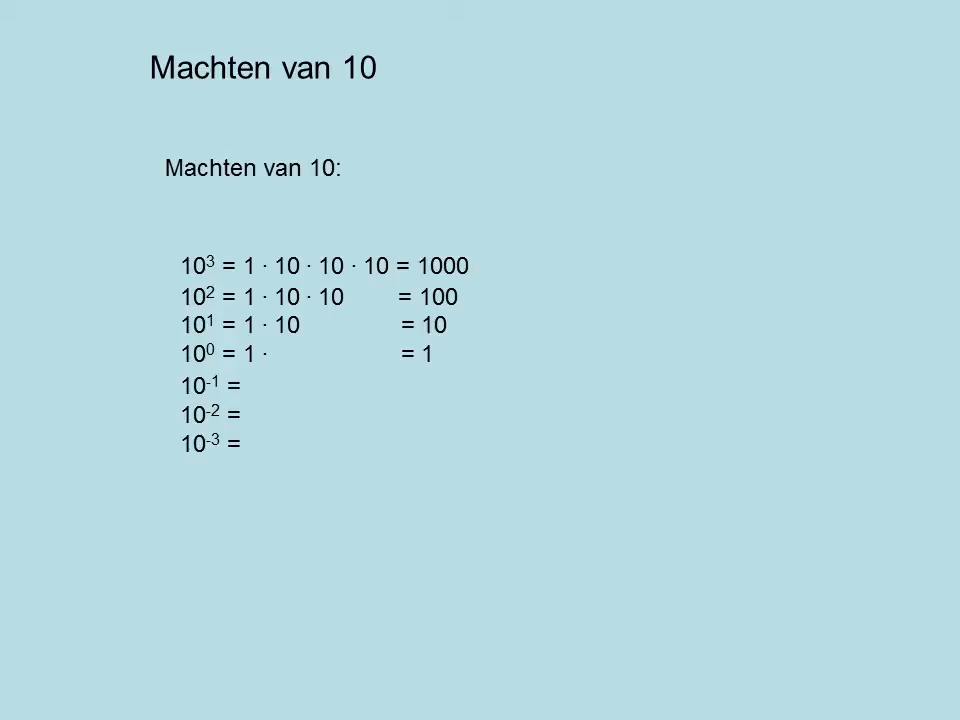 Machten van 10
Machten van 10:
10³ = 1 · 10 · 10 · 10 = 1000
10² = 1 · 10 · 10 = 100
10¹ = 1 · 10 = 10
10⁰ = 1 · = 1
10⁻¹ =
10⁻² =
10⁻³ =